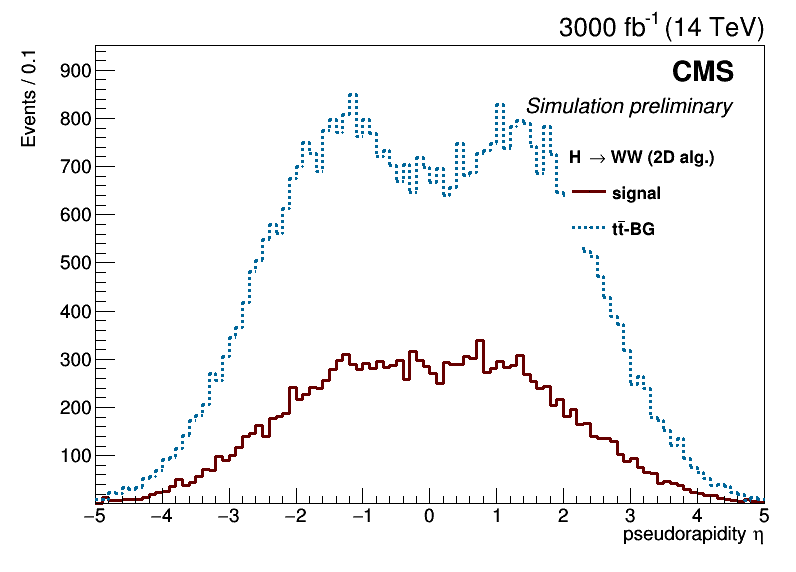 3000 fb⁻¹ (14 TeV)
Events / 0.1
CMS
Simulation preliminary
H → WW (2D alg.)
signal
tt̄-BG
900
800
700
600
500
400
300
200
100
−5 −4 −3 −2 −1 0 1 2 3 4 5
pseudorapidity η